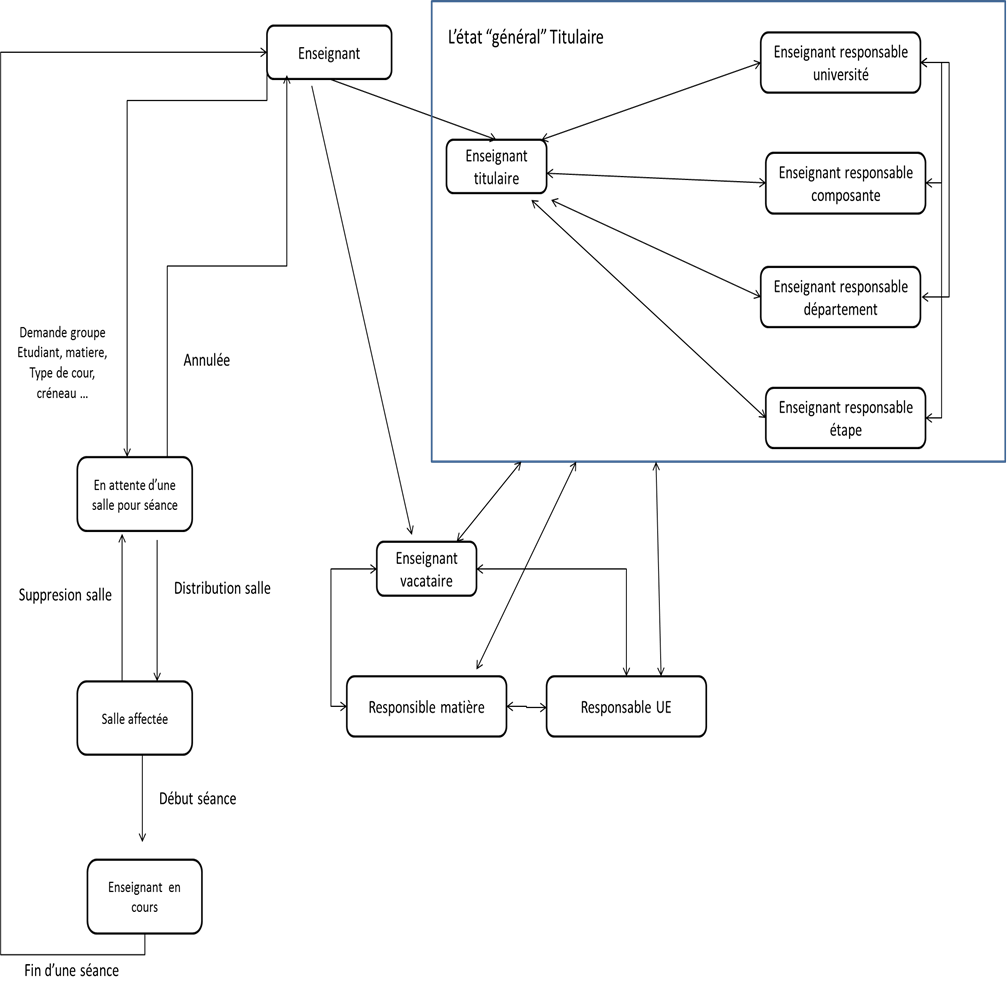 Enseignant
L'état “général” Titulaire
Enseignant responsable
université
Enseignant
titulaire
Enseignant responsable
composante
Enseignant responsable
département
Enseignant responsable
étape
Demande groupe
Etudiant, matiere,
Type de cour,
créneau ...
Annulée
En attente d'une
salle pour séance
Suppresion salle
Distribution salle
Enseignant
vacataire
Salle affectée
Responsible matière
Responsable UE
Début séance
Enseignant en
cours
Fin d'une séance